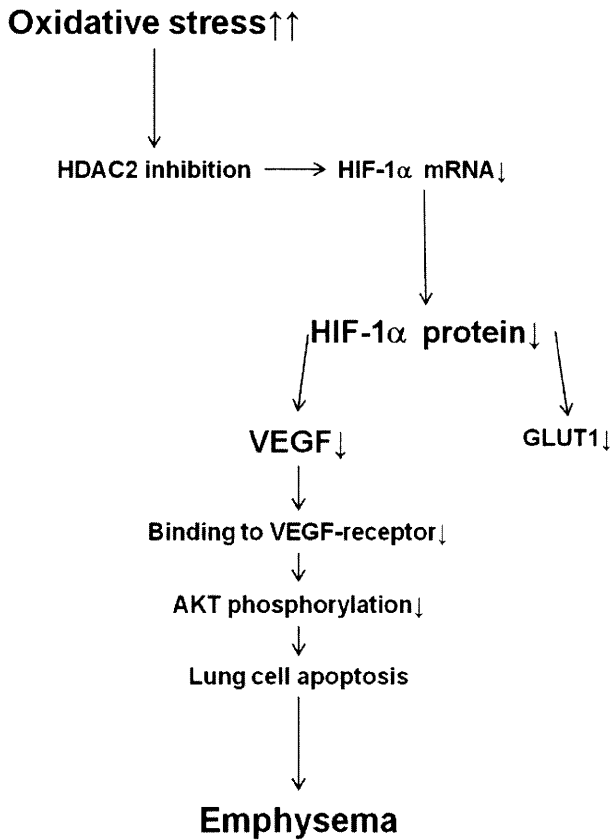 Oxidative stress↑↑
HDAC2 inhibition → HIF-1α mRNA↓
HIF-1α protein↓
VEGF↓ GLUT1↓
Binding to VEGF-receptor↓
AKT phosphorylation↓
Lung cell apoptosis
Emphysema